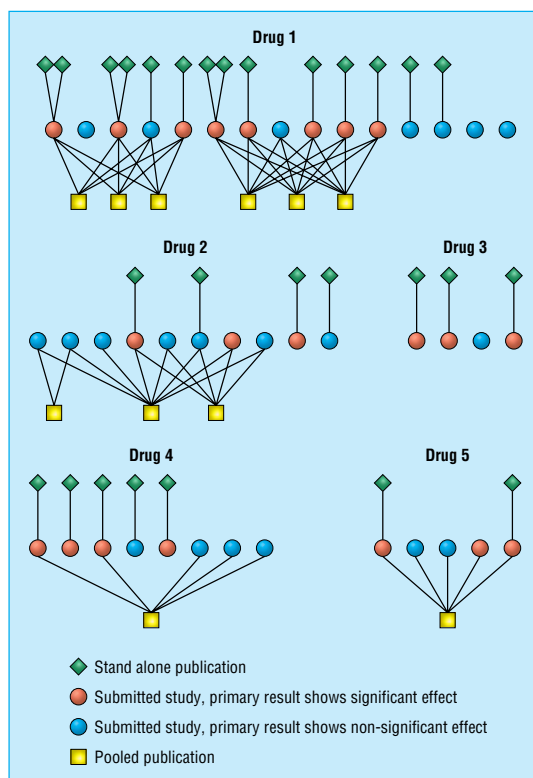 Drug 1
Drug 2
Drug 3
Drug 4
Drug 5
Stand alone publication
Submitted study, primary result shows significant effect
Submitted study, primary result shows non-significant effect
Pooled publication